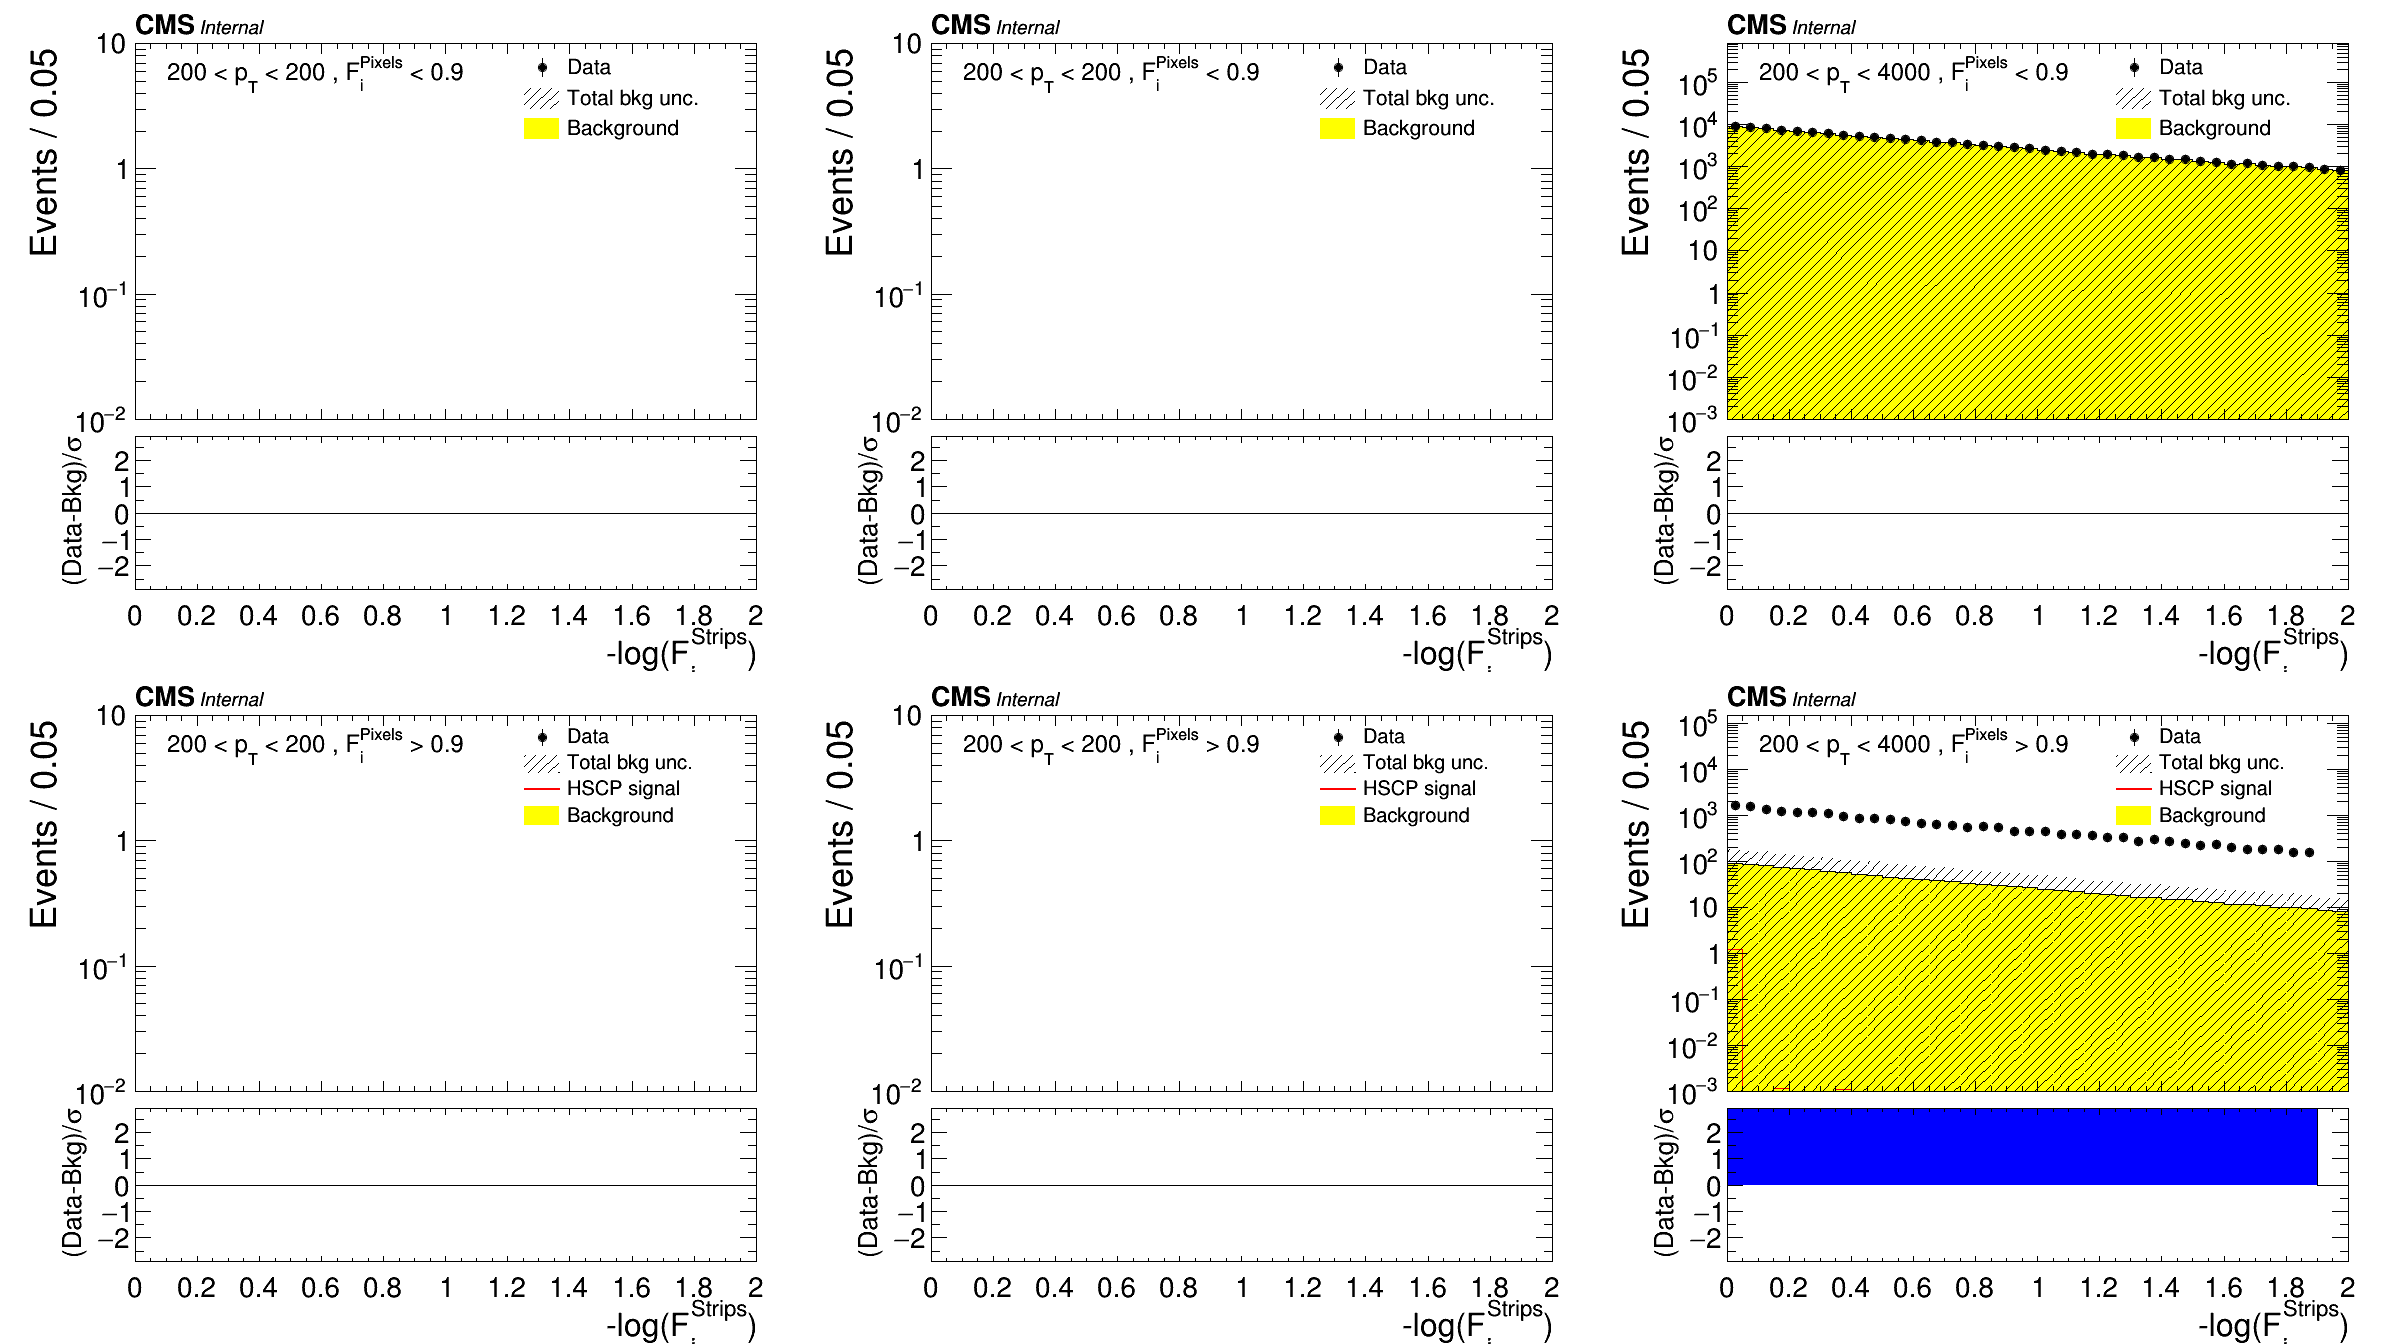 CMS Internal
Events / 0.05
10
1
10⁻¹
10⁻²
200 < p_T < 200 , F_i^Pixels < 0.9
Data
Total bkg unc.
Background
(Data-Bkg)/σ
2
1
0
−1
−2
0 0.2 0.4 0.6 0.8 1 1.2 1.4 1.6 1.8 2
-log(F_i^Strips)
CMS Internal
Events / 0.05
10
1
10⁻¹
10⁻²
200 < p_T < 200 , F_i^Pixels < 0.9
Data
Total bkg unc.
Background
(Data-Bkg)/σ
2
1
0
−1
−2
0 0.2 0.4 0.6 0.8 1 1.2 1.4 1.6 1.8 2
-log(F_i^Strips)
CMS Internal
Events / 0.05
10⁵
10⁴
10³
10²
10
1
10⁻¹
10⁻²
10⁻³
200 < p_T < 4000 , F_i^Pixels < 0.9
Data
Total bkg unc.
Background
(Data-Bkg)/σ
2
1
0
−1
−2
0 0.2 0.4 0.6 0.8 1 1.2 1.4 1.6 1.8 2
-log(F_i^Strips)
CMS Internal
Events / 0.05
10
1
10⁻¹
10⁻²
200 < p_T < 200 , F_i^Pixels > 0.9
Data
Total bkg unc.
HSCP signal
Background
(Data-Bkg)/σ
2
1
0
−1
−2
0 0.2 0.4 0.6 0.8 1 1.2 1.4 1.6 1.8 2
-log(F_i^Strips)
CMS Internal
Events / 0.05
10
1
10⁻¹
10⁻²
200 < p_T < 200 , F_i^Pixels > 0.9
Data
Total bkg unc.
HSCP signal
Background
(Data-Bkg)/σ
2
1
0
−1
−2
0 0.2 0.4 0.6 0.8 1 1.2 1.4 1.6 1.8 2
-log(F_i^Strips)
CMS Internal
Events / 0.05
10⁵
10⁴
10³
10²
10
1
10⁻¹
10⁻²
10⁻³
200 < p_T < 4000 , F_i^Pixels > 0.9
Data
Total bkg unc.
HSCP signal
Background
(Data-Bkg)/σ
2
1
0
−1
−2
0 0.2 0.4 0.6 0.8 1 1.2 1.4 1.6 1.8 2
-log(F_i^Strips)